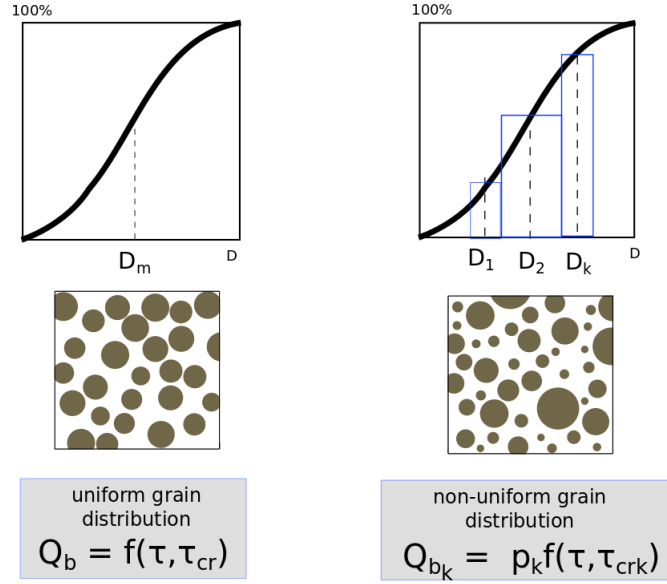 100%
D_m
D
uniform grain
distribution
Q_b = f(τ,τ_cr)
100%
D_1 D_2 D_k
D
non-uniform grain
distribution
Q_b_k = p_k f(τ,τ_crk)